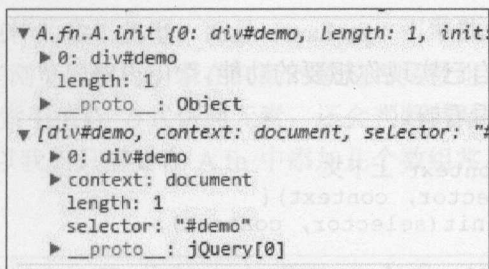 ▼ A.fn.A.init {0: div#demo, length: 1, init:
▶ 0: div#demo
length: 1
▶ __proto__: Object
▼ [div#demo, context: document, selector: "#
▶ 0: div#demo
▶ context: document
length: 1
selector: "#demo"
▶ __proto__: jQuery[0]